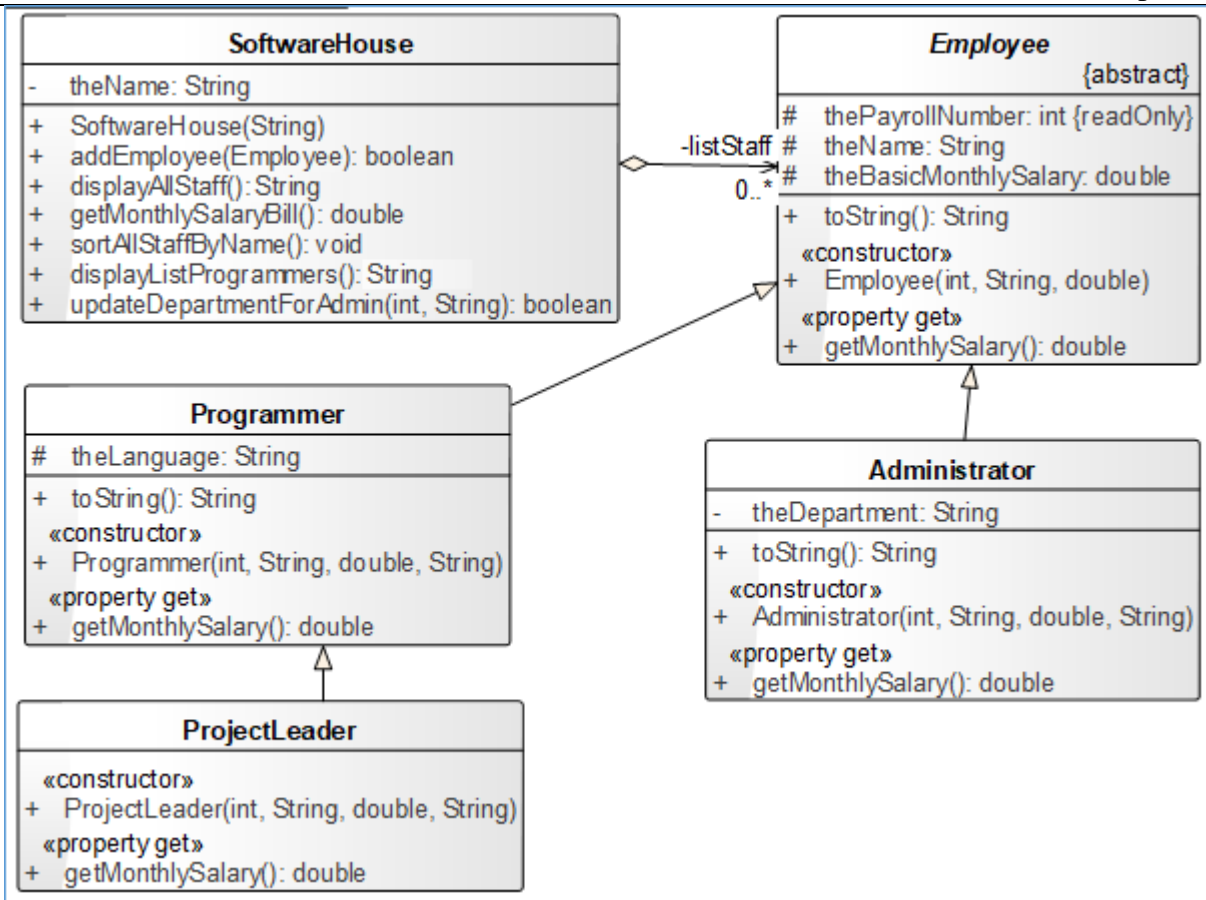 SoftwareHouse
- theName: String
+ SoftwareHouse(String)
+ addEmployee(Employee): boolean
+ displayAllStaff(): String
+ getMonthlySalaryBill(): double
+ sortAllStaffByName(): void
+ displayListProgrammers(): String
+ updateDepartmentForAdmin(int, String): boolean
-listStaff
0..*
Employee
{abstract}
# thePayrollNumber: int {readOnly}
# theName: String
# theBasicMonthlySalary: double
+ toString(): String
«constructor»
+ Employee(int, String, double)
«property get»
+ getMonthlySalary(): double
Programmer
# theLanguage: String
+ toString(): String
«constructor»
+ Programmer(int, String, double, String)
«property get»
+ getMonthlySalary(): double
Administrator
- theDepartment: String
+ toString(): String
«constructor»
+ Administrator(int, String, double, String)
«property get»
+ getMonthlySalary(): double
ProjectLeader
«constructor»
+ ProjectLeader(int, String, double, String)
«property get»
+ getMonthlySalary(): double